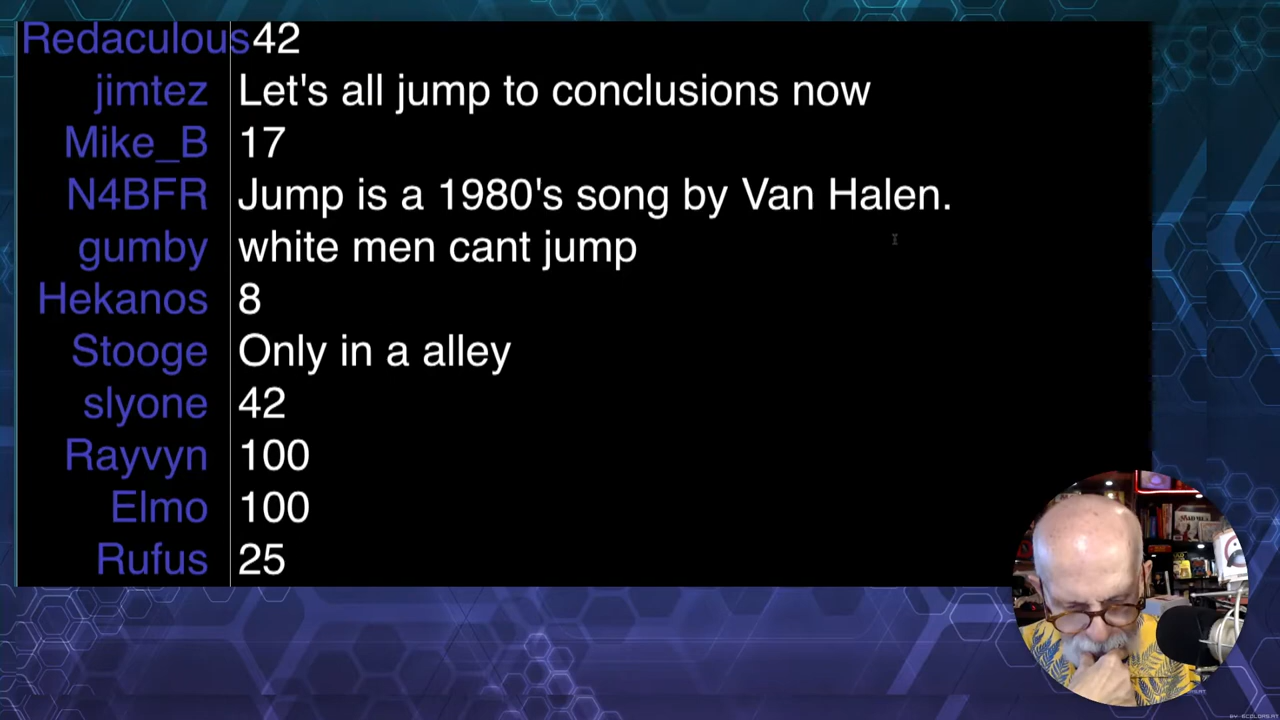 Redaculous 42
jimtez Let's all jump to conclusions now
Mike_B 17
N4BFR Jump is a 1980's song by Van Halen.
gumby white men cant jump
Hekanos 8
Stooge Only in a alley
slyone 42
Rayvyn 100
Elmo 100
Rufus 25